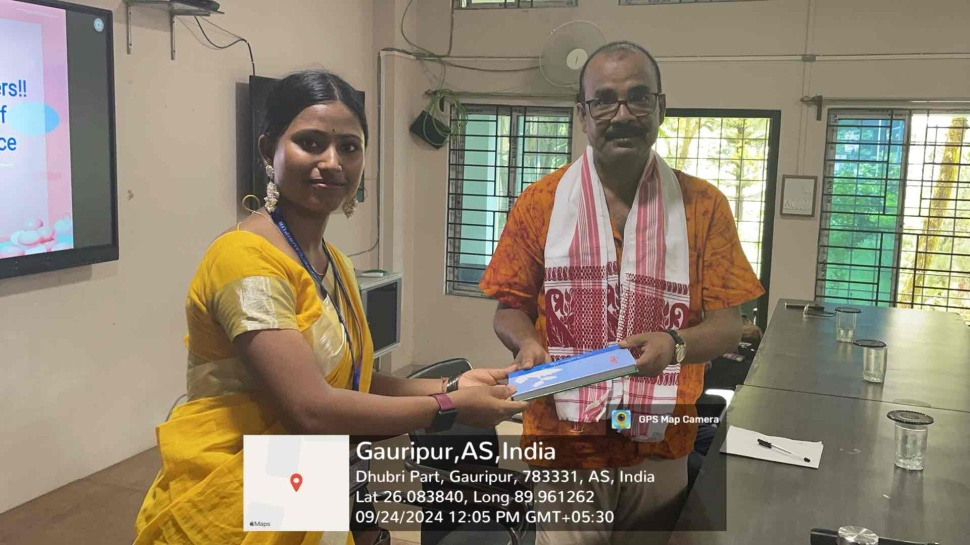 ers!!
f
ce
GPS Map Camera
Gauripur,AS,India
Dhubri Part, Gauripur, 783331, AS, India
Lat 26.083840, Long 89.961262
09/24/2024 12:05 PM GMT+05:30
Maps